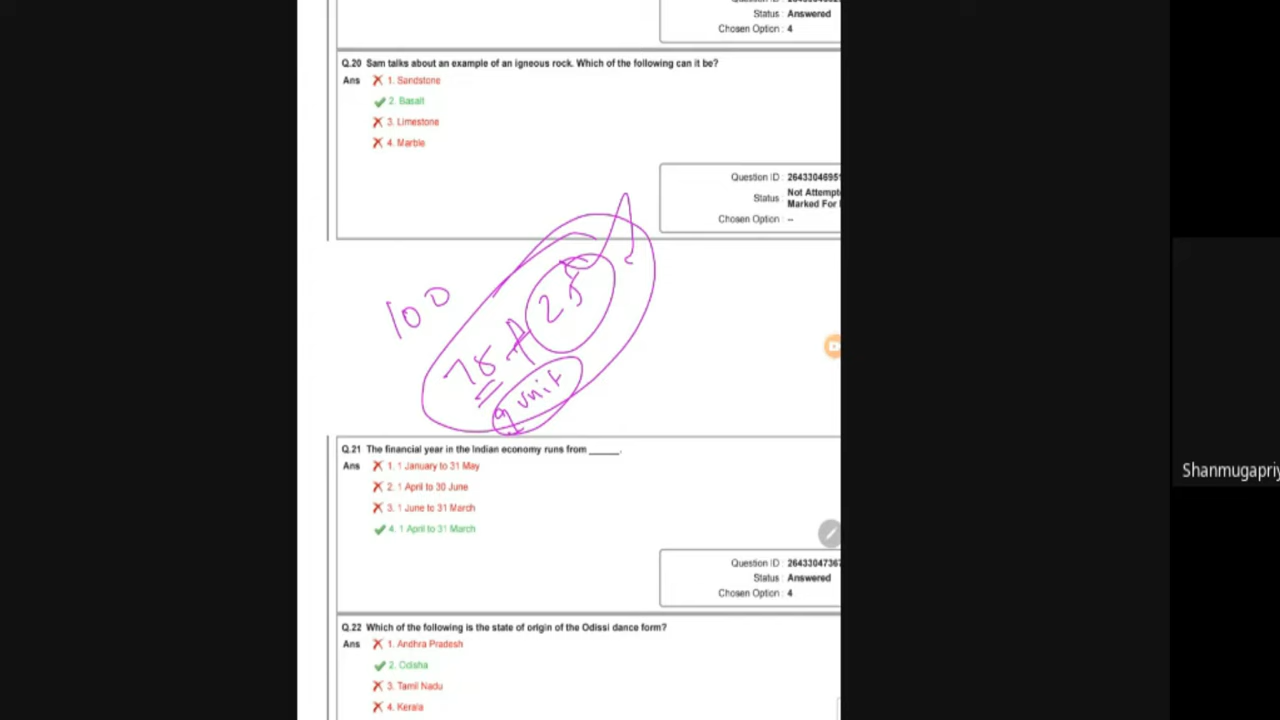 Status : Answered
Chosen Option : 4
Q.20 Sam talks about an example of an igneous rock. Which of the following can it be?
Ans 1. Sandstone
2. Basalt
3. Limestone
4. Marble
Question ID : 2643304695
Status : Not Attempt
Marked For
Chosen Option : --
100
75 + 25
unit
Q.21 The financial year in the Indian economy runs from _____.
Ans 1. 1 January to 31 May
2. 1 April to 30 June
3. 1 June to 31 March
4. 1 April to 31 March
Question ID : 2643304736
Status : Answered
Chosen Option : 4
Q.22 Which of the following is the state of origin of the Odissi dance form?
Ans 1. Andhra Pradesh
2. Odisha
3. Tamil Nadu
4. Kerala
Shanmugapriy